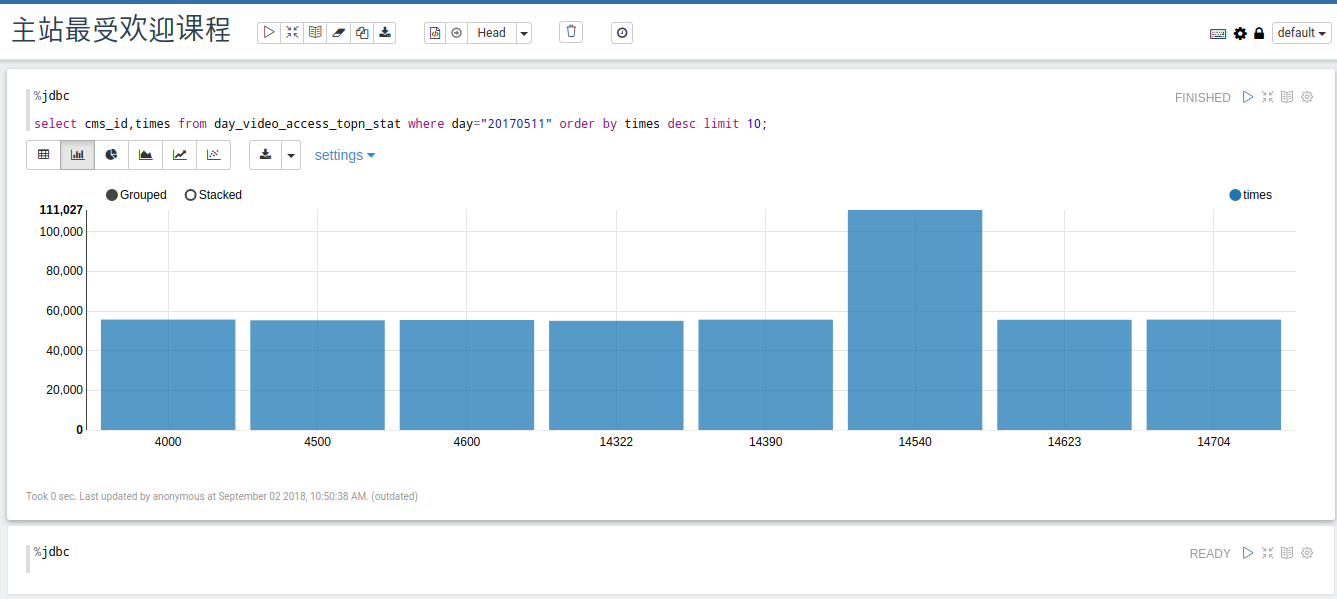 主站最受欢迎课程
Head
default
%jdbc
FINISHED
select cms_id,times from day_video_access_topn_stat where day="20170511" order by times desc limit 10;
settings
Grouped
Stacked
times
111,027
100,000
80,000
60,000
40,000
20,000
0
4000 4500 4600 14322 14390 14540 14623 14704
Took 0 sec. Last updated by anonymous at September 02 2018, 10:50:38 AM. (outdated)
%jdbc
READY